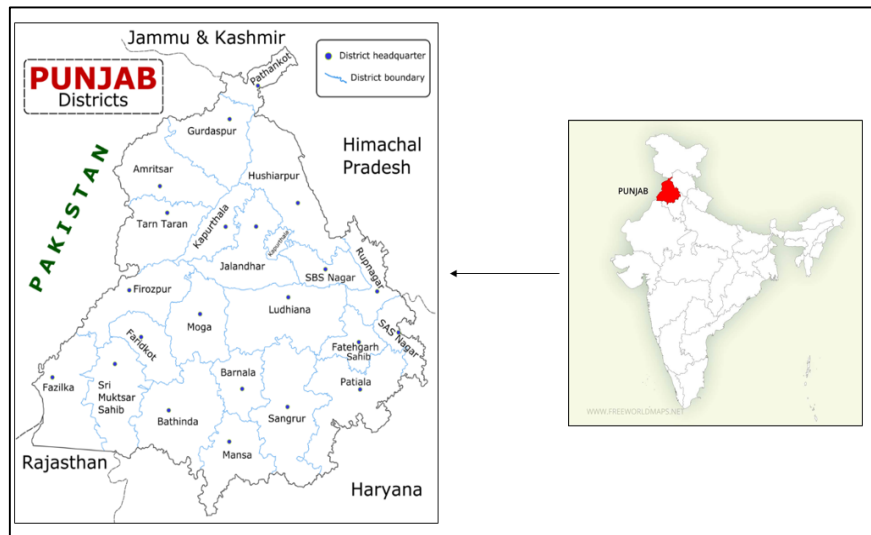 Jammu & Kashmir
PUNJAB
Districts
District headquarter
District boundary
Pathankot
Gurdaspur
Himachal
Pradesh
PAKISTAN
Amritsar
Hushiarpur
Tarn Taran
Kapurthala
Kapurthala
Jalandhar
SBS Nagar
Rupnagar
Firozpur
Ludhiana
Moga
Faridkot
SAS Nagar
Fatehgarh
Sahib
Fazilka
Sri
Muktsar
Sahib
Barnala
Patiala
Bathinda
Sangrur
Mansa
Rajasthan
Haryana
PUNJAB
WWW.FREEWORLDMAPS.NET